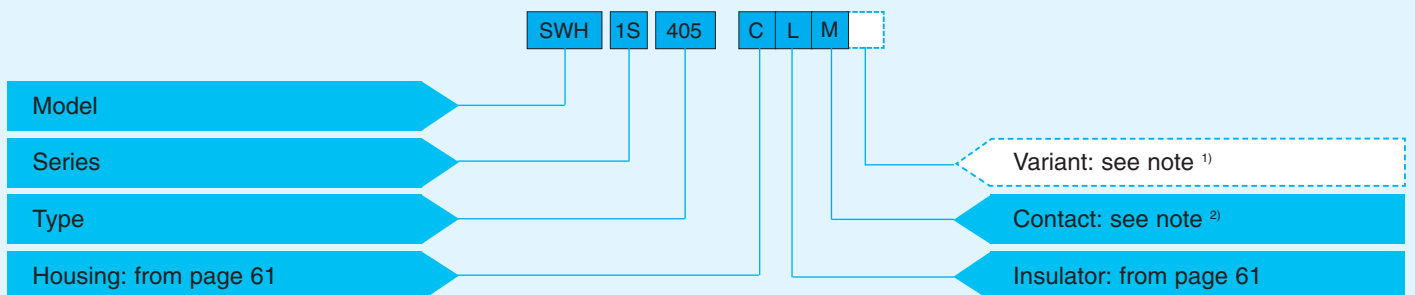 SWH 1S 405 C L M
Model
Series
Type
Housing: from page 61
Variant: see note 1)
Contact: see note 2)
Insulator: from page 61